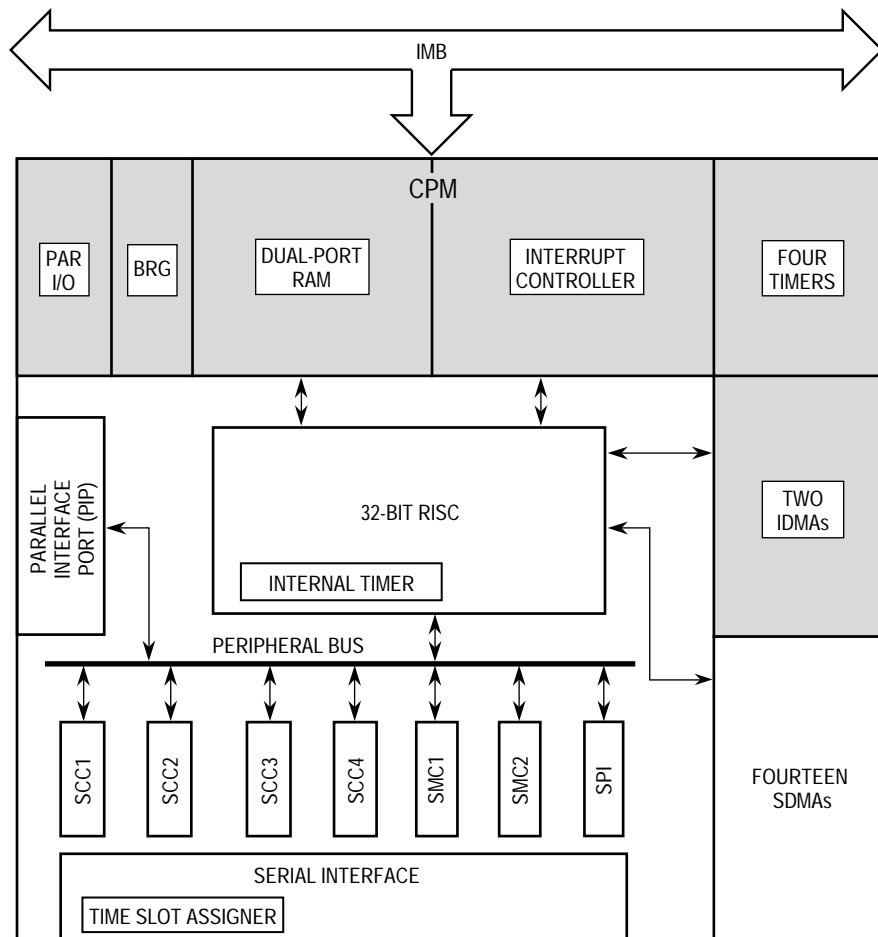 IMB
CPM
PAR
I/O
BRG
DUAL-PORT
RAM
INTERRUPT
CONTROLLER
FOUR
TIMERS
PARALLEL
INTERFACE
PORT (PIP)
32-BIT RISC
INTERNAL TIMER
TWO
IDMAs
PERIPHERAL BUS
SCC1
SCC2
SCC3
SCC4
SMC1
SMC2
SPI
FOURTEEN
SDMAs
SERIAL INTERFACE
TIME SLOT ASSIGNER